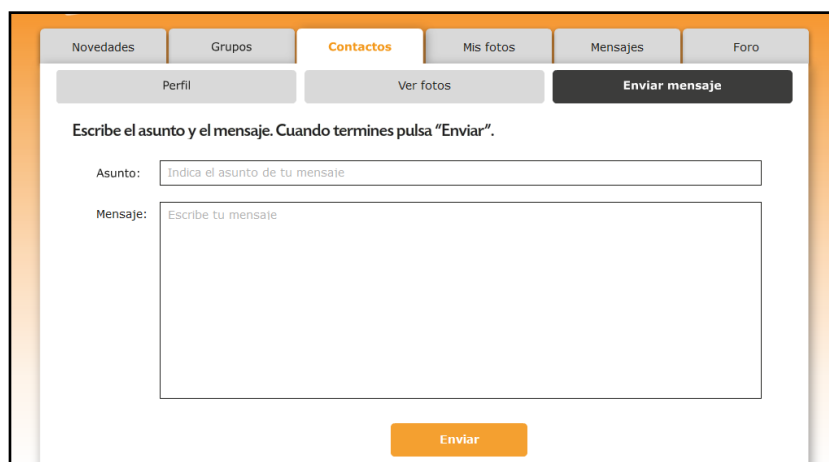 Novedades Grupos Contactos Mis fotos Mensajes Foro
Perfil Ver fotos Enviar mensaje
Escribe el asunto y el mensaje. Cuando termines pulsa “Enviar”.
Asunto: Indica el asunto de tu mensaje
Mensaje: Escribe tu mensaje
Enviar